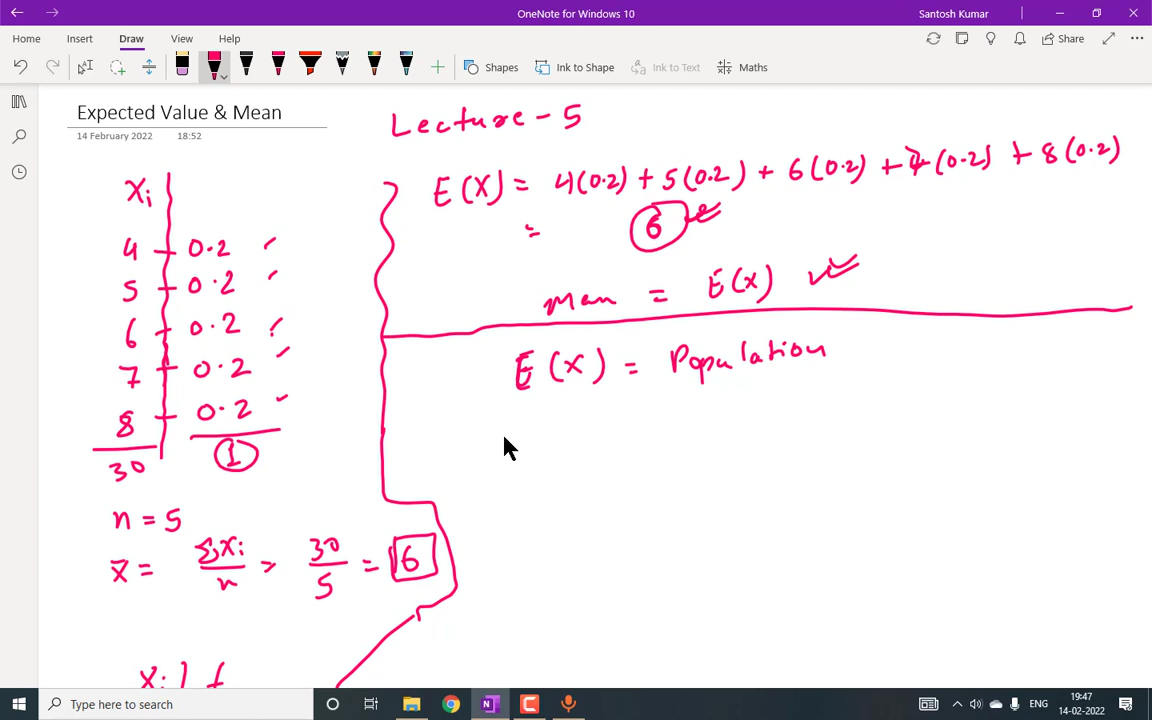 OneNote for Windows 10
Santosh Kumar
Home Insert Draw View Help
Share
Shapes
Ink to Shape
Ink to Text
Maths
Expected Value & Mean
14 February 2022 18:52
Lecture - 5
xi
4 0.2
5 0.2
6 0.2
7 0.2
8 0.2
30 1
n = 5
x̄ = Σxi/n = 30/5 = 6
xi f
E(X) = 4(0.2) + 5(0.2) + 6(0.2) + 7(0.2) + 8(0.2)
= 6
Mean = E(X)
E(X) = Population
Type here to search
ENG
19:47
14-02-2022